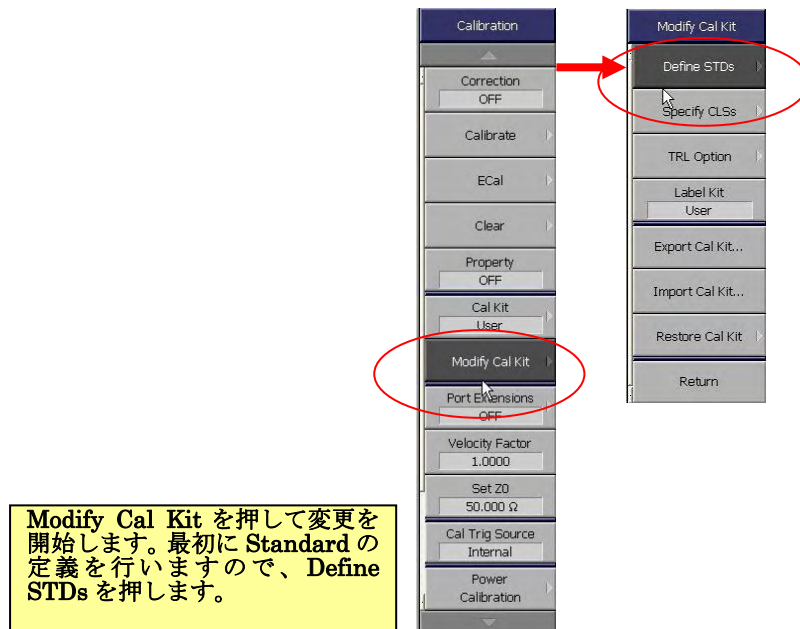 Calibration
Correction
OFF
Calibrate
ECal
Clear
Property
OFF
Cal Kit
User
Modify Cal Kit
Port Extensions
OFF
Velocity Factor
1.0000
Set Z0
50.000 Ω
Cal Trig Source
Internal
Power
Calibration
Modify Cal Kit
Define STDs
Specify CLSs
TRL Option
Label Kit
User
Export Cal Kit...
Import Cal Kit...
Restore Cal Kit
Return
Modify Cal Kit を押して変更を
開始します。最初に Standard の
定義を行いますので、Define
STDs を押します。